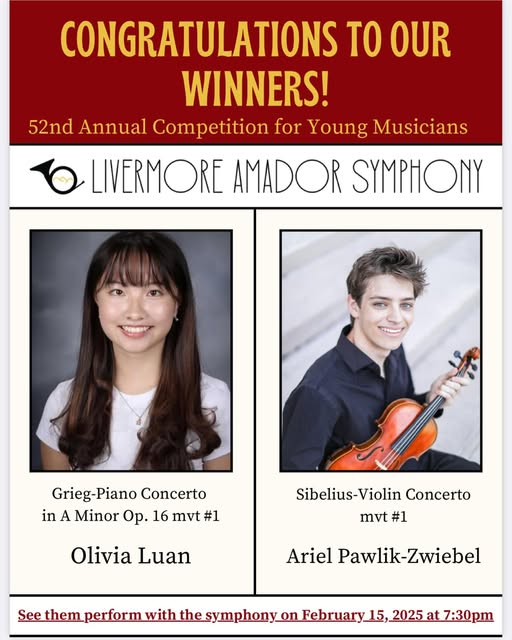 CONGRATULATIONS TO OUR
WINNERS!
52nd Annual Competition for Young Musicians
LIVERMORE AMADOR SYMPHONY
Grieg-Piano Concerto
in A Minor Op. 16 mvt #1
Olivia Luan
Sibelius-Violin Concerto
mvt #1
Ariel Pawlik-Zwiebel
See them perform with the symphony on February 15, 2025 at 7:30pm